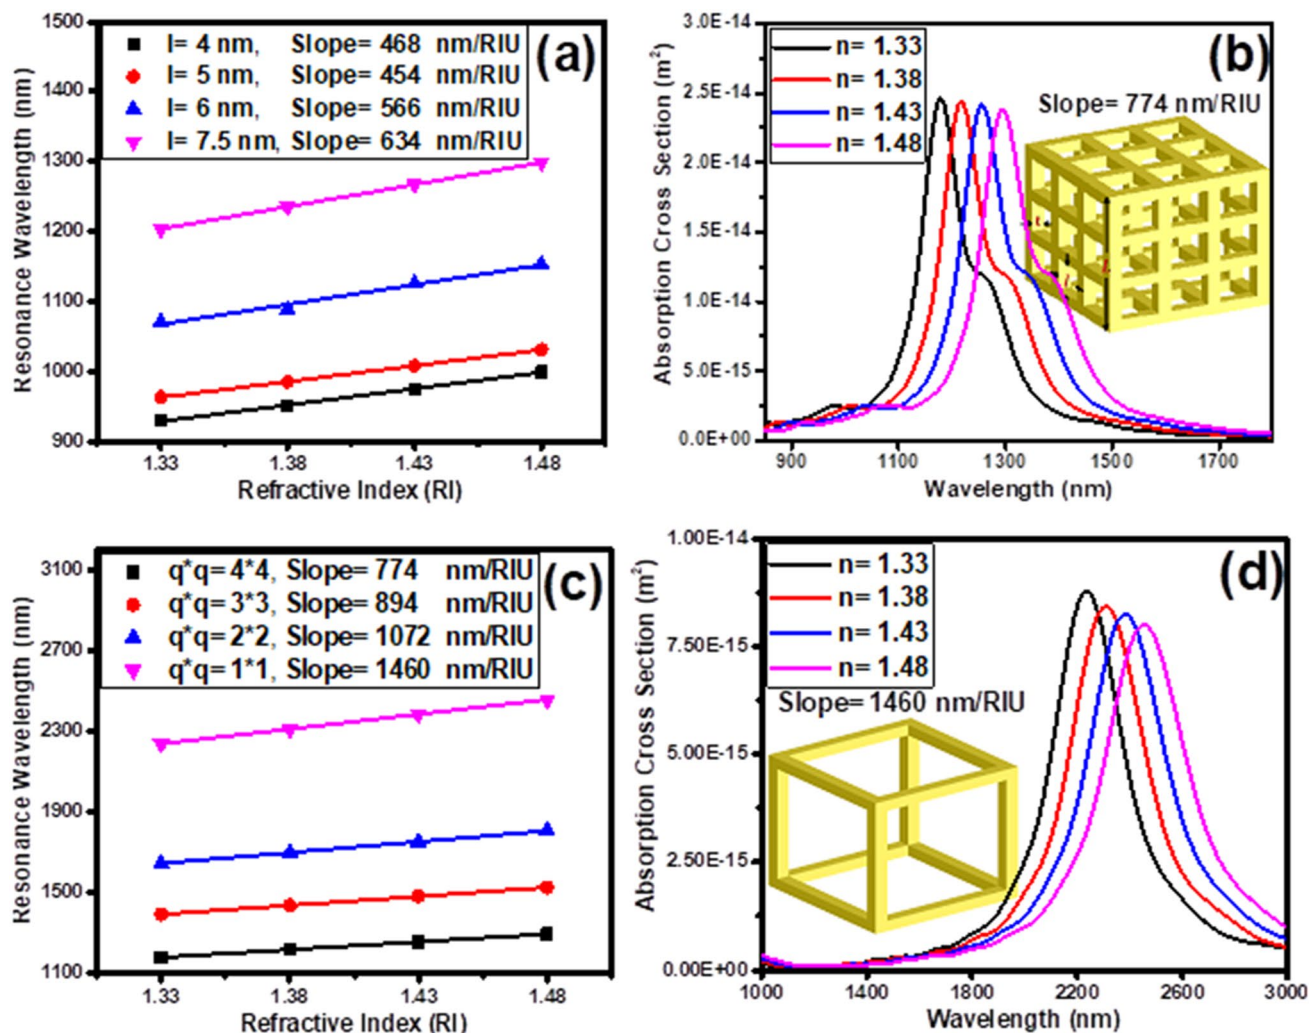 1500
1400
1300
1200
1100
1000
900
Resonance Wavelength (nm)
l= 4 nm, Slope= 468 nm/RIU
l= 5 nm, Slope= 454 nm/RIU
l= 6 nm, Slope= 566 nm/RIU
l= 7.5 nm, Slope= 634 nm/RIU
(a)
1.33 1.38 1.43 1.48
Refractive Index (RI)
3.0E-14
2.5E-14
2.0E-14
1.5E-14
1.0E-14
5.0E-15
0.0E+00
Absorption Cross Section (m²)
n= 1.33
n= 1.38
n= 1.43
n= 1.48
(b)
Slope= 774 nm/RIU
900 1100 1300 1500 1700
Wavelength (nm)
3100
2700
2300
1900
1500
1100
Resonance Wavelength (nm)
q*q= 4*4, Slope= 774 nm/RIU
q*q= 3*3, Slope= 894 nm/RIU
q*q= 2*2, Slope= 1072 nm/RIU
q*q= 1*1, Slope= 1460 nm/RIU
(c)
1.33 1.38 1.43 1.48
Refractive Index (RI)
1.00E-14
7.50E-15
5.00E-15
2.50E-15
0.00E+00
Absorption Cross Section (m²)
n= 1.33
n= 1.38
n= 1.43
n= 1.48
(d)
Slope= 1460 nm/RIU
1000 1400 1800 2200 2600 3000
Wavelength (nm)